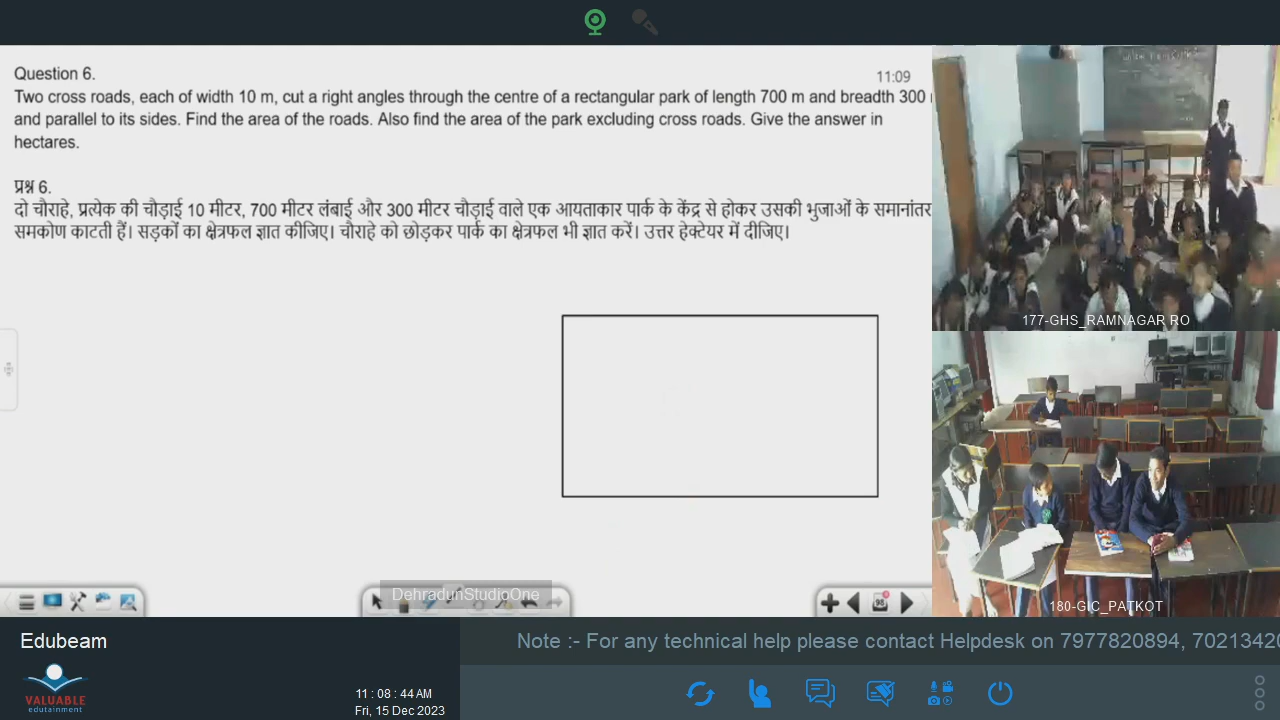 Question 6.
11:09
Two cross roads, each of width 10 m, cut a right angles through the centre of a rectangular park of length 700 m and breadth 300
and parallel to its sides. Find the area of the roads. Also find the area of the park excluding cross roads. Give the answer in
hectares.
प्रश्न 6.
दो चौराहे, प्रत्येक की चौड़ाई 10 मीटर, 700 मीटर लंबाई और 300 मीटर चौड़ाई वाले एक आयताकार पार्क के केंद्र से होकर उसकी भुजाओं के समानांतर
समकोण काटती हैं। सड़कों का क्षेत्रफल ज्ञात कीजिए। चौराहे को छोड़कर पार्क का क्षेत्रफल भी ज्ञात करें। उत्तर हेक्टेयर में दीजिए।
177-GHS_RAMNAGAR RO
DehradunStudioOne
180-GIC_PATKOT
Edubeam
Note :- For any technical help please contact Helpdesk on 7977820894, 70213420
VALUABLE
edutainment
11 : 08 : 44 AM
Fri, 15 Dec 2023